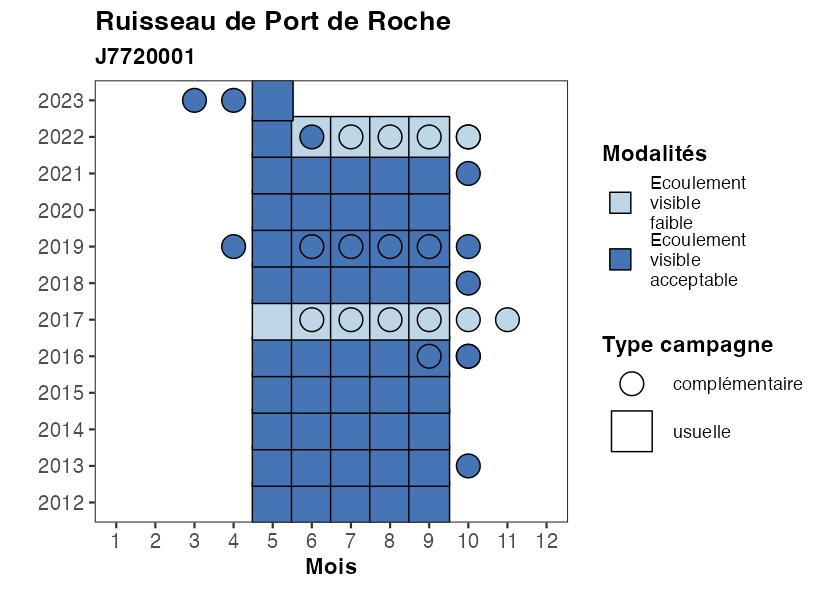 Ruisseau de Port de Roche
J7720001
2023
2022
2021
2020
2019
2018
2017
2016
2015
2014
2013
2012
1 2 3 4 5 6 7 8 9 10 11 12
Mois
Modalités
Ecoulement
visible
faible
Ecoulement
visible
acceptable
Type campagne
complémentaire
usuelle